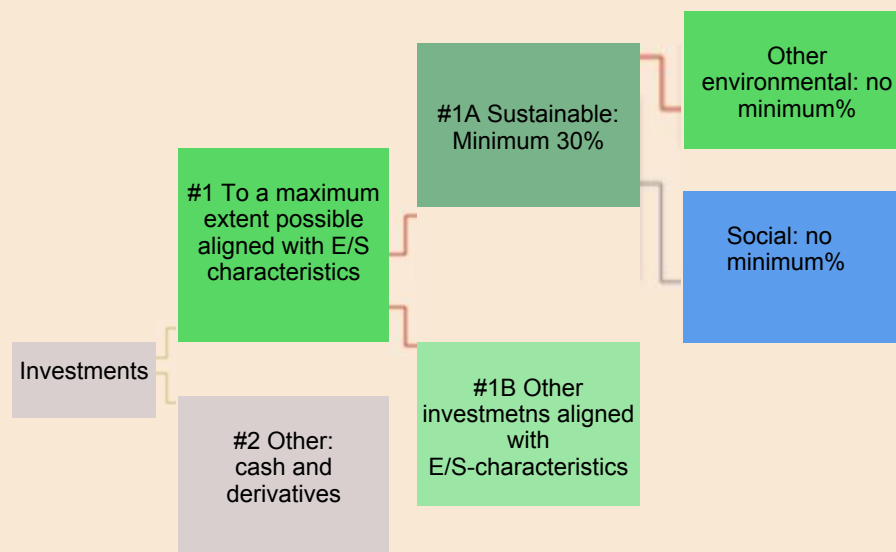 Investments
#1 To a maximum
extent possible
aligned with E/S
characteristics
#2 Other:
cash and
derivatives
#1A Sustainable:
Minimum 30%
#1B Other
investmetns aligned
with
E/S-characteristics
Other
environmental: no
minimum%
Social: no
minimum%